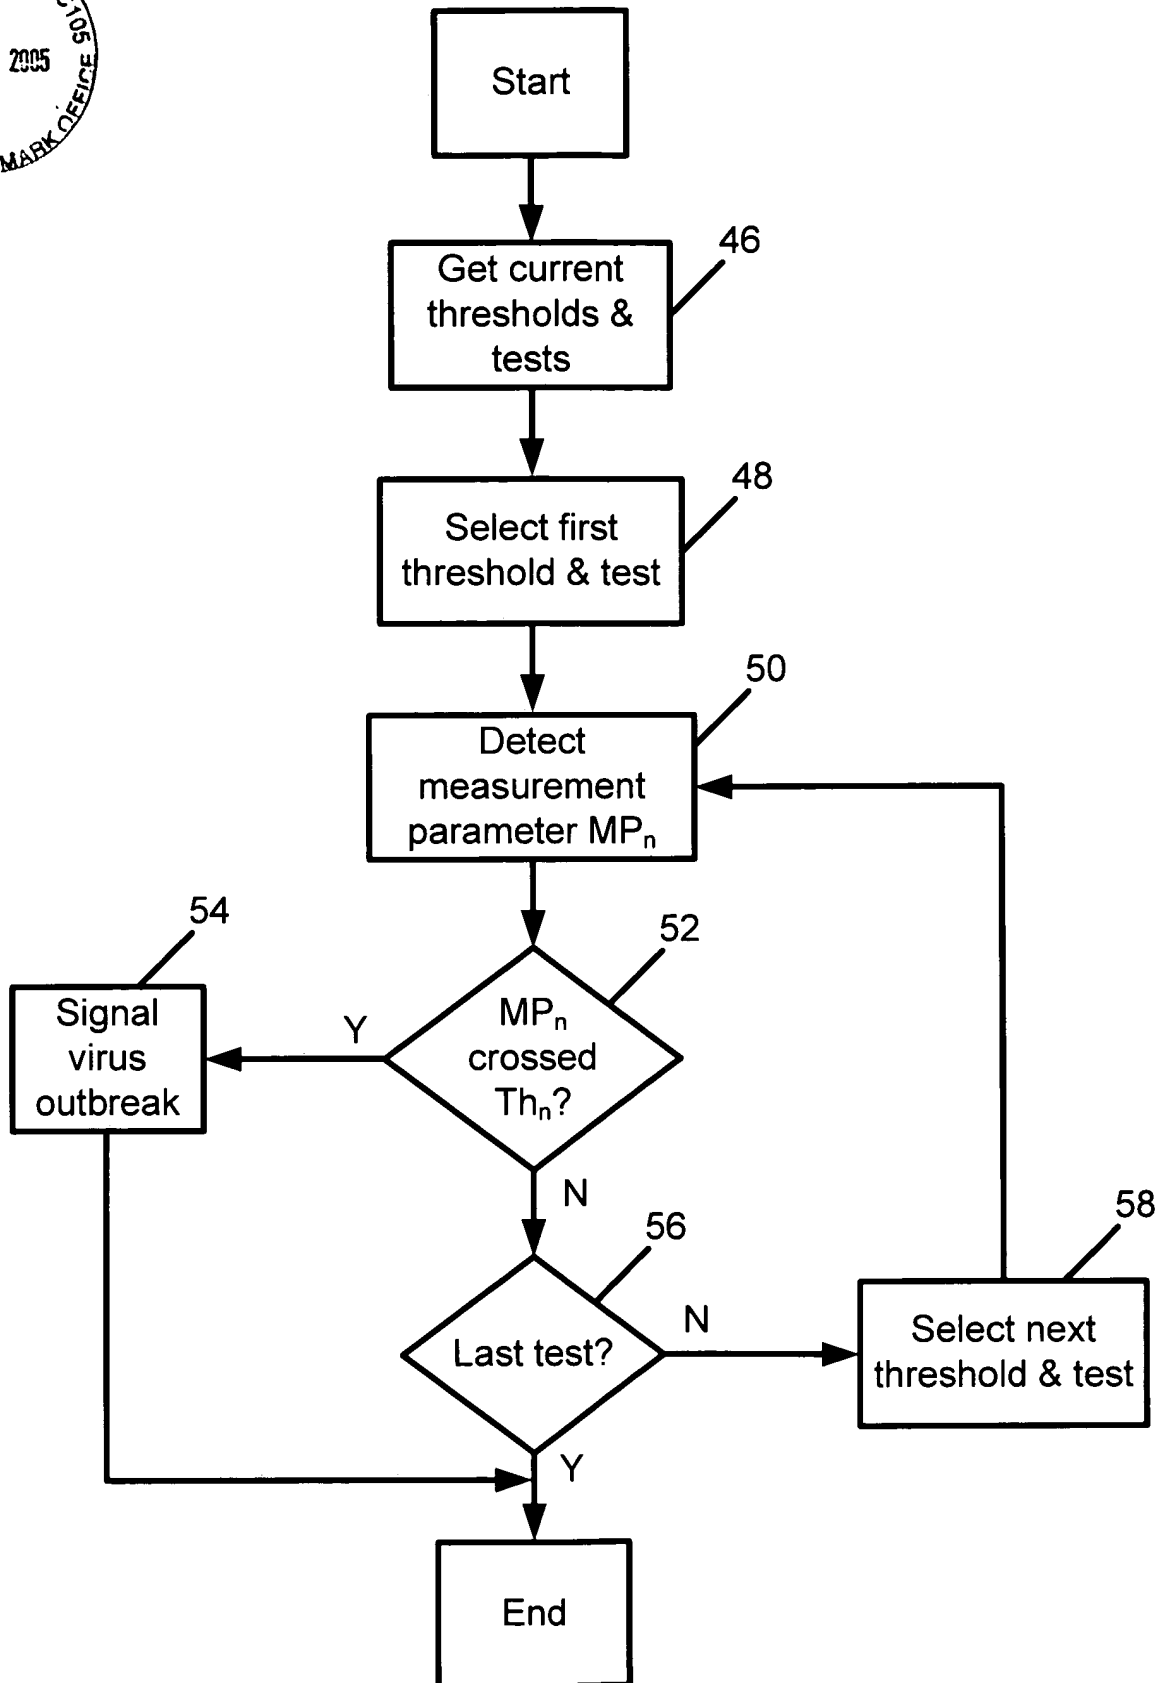 C105
2005
MARK OFFICE
Start
46
Get current
thresholds &
tests
48
Select first
threshold & test
50
Detect
measurement
parameter MPn
54
52
Signal
virus
outbreak
Y
MPn
crossed
Thn?
N
56
58
Last test?
N
Select next
threshold & test
Y
End